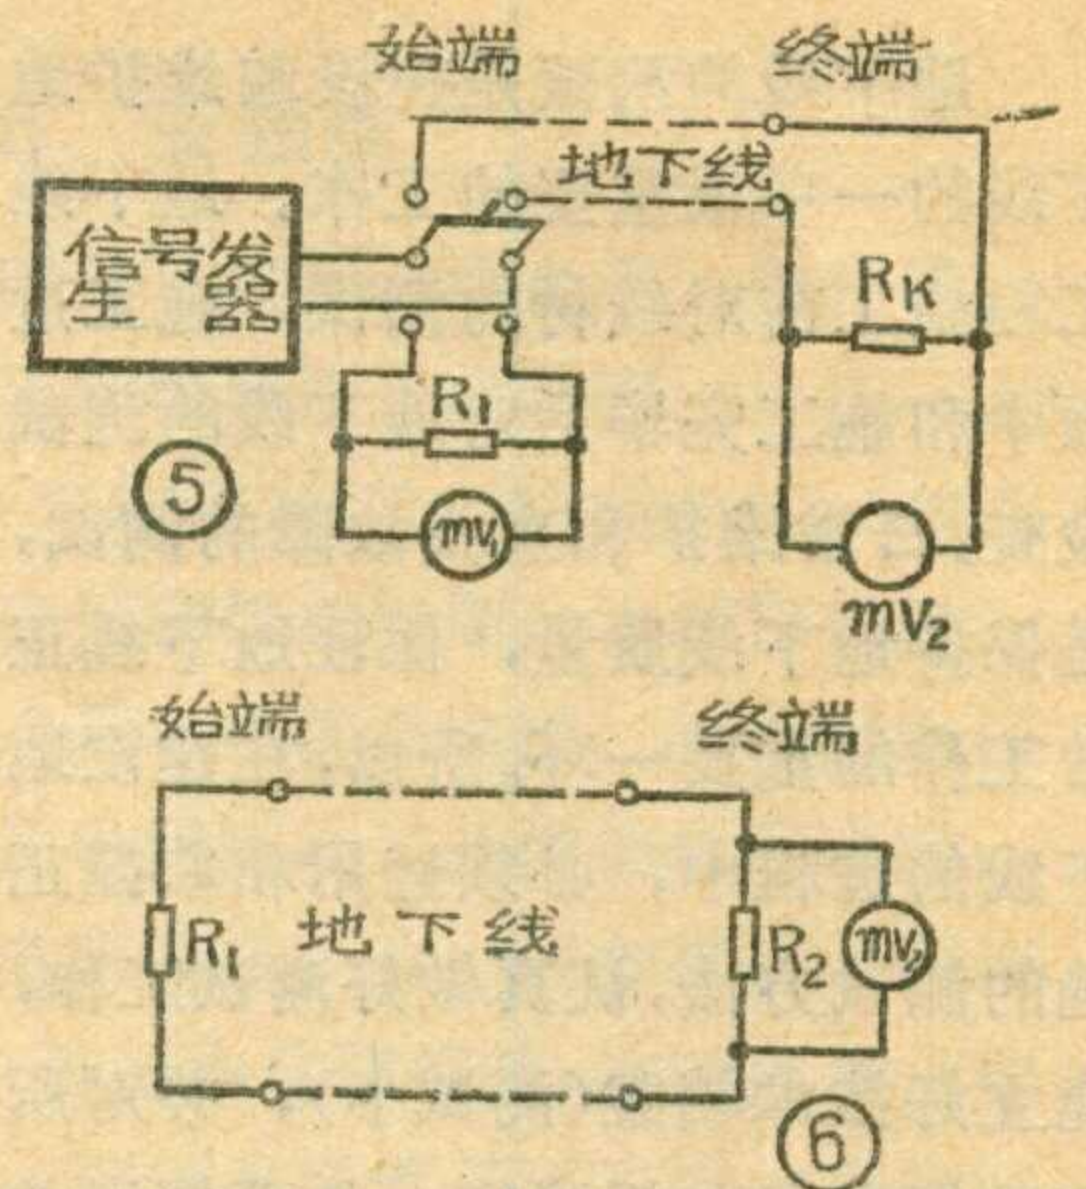 始端 终端
地下线
信号发
生 器
RK
R1
⑤
mV1
mV2
始端 终端
R1 地下线 R2 mV2
⑥